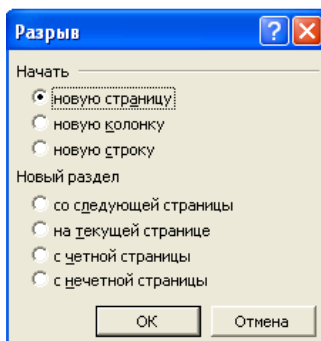 Разрыв
Начать
новую страницу
новую колонку
новую строку
Новый раздел
со следующей страницы
на текущей странице
с четной страницы
с нечетной страницы
ОК Отмена